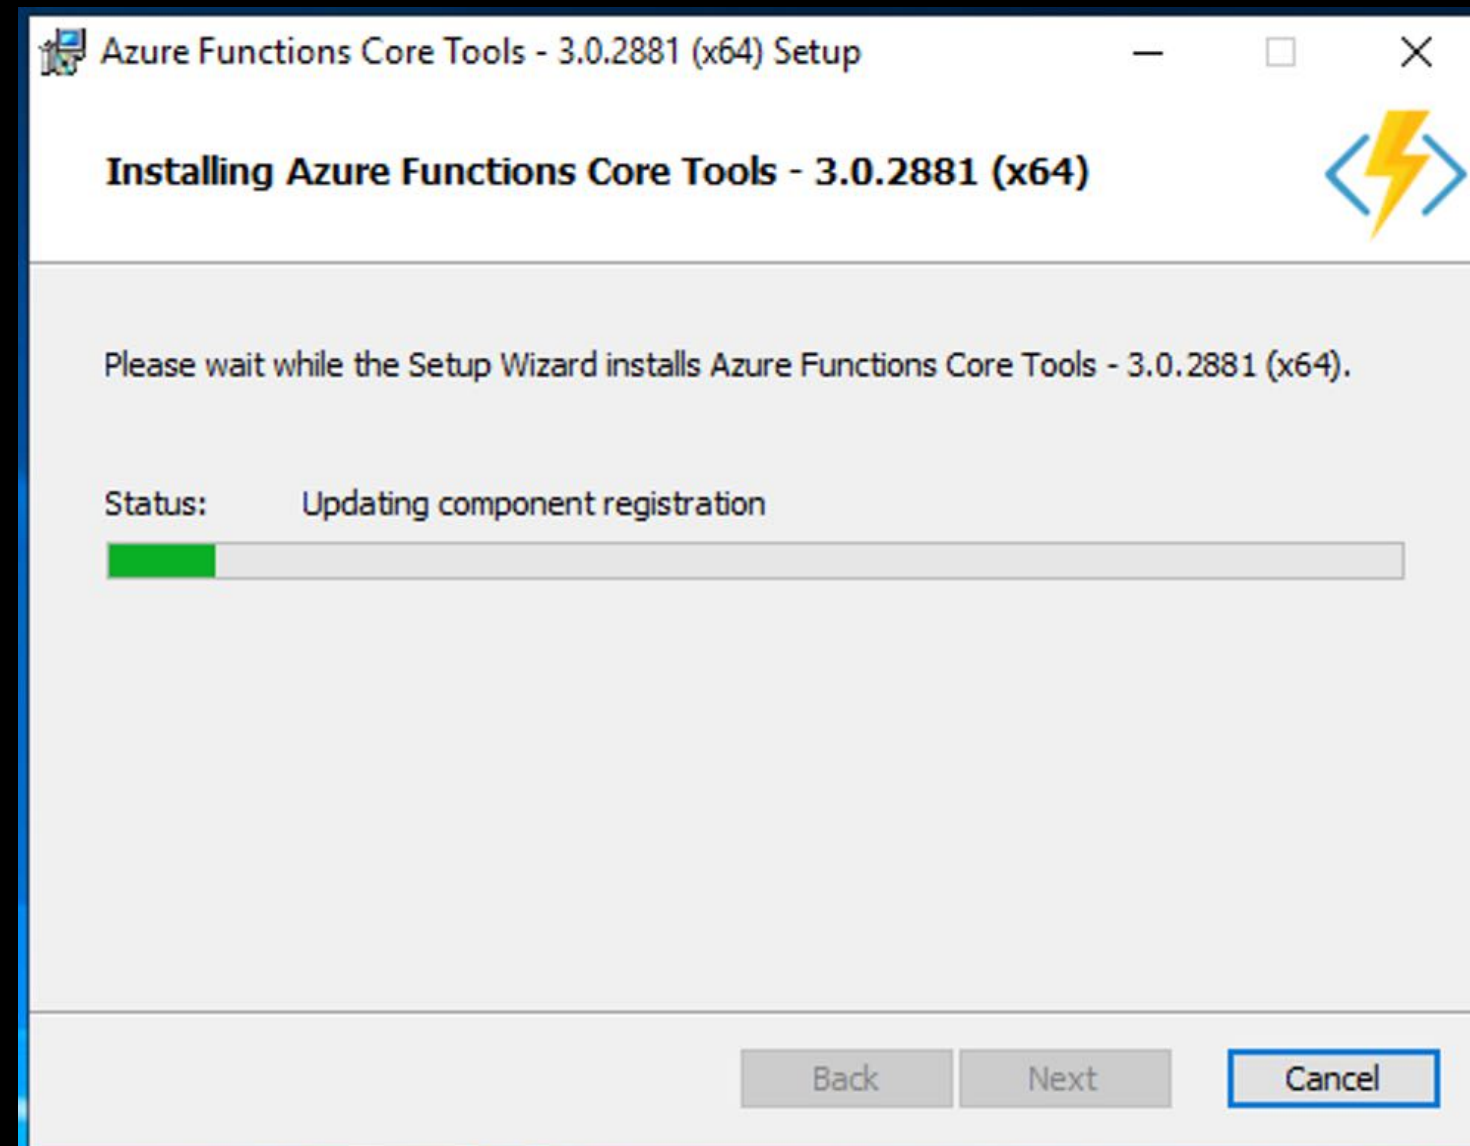 Azure Functions Core Tools - 3.0.2881 (x64) Setup
Installing Azure Functions Core Tools - 3.0.2881 (x64)
Please wait while the Setup Wizard installs Azure Functions Core Tools - 3.0.2881 (x64).
Status: Updating component registration
Back Next Cancel